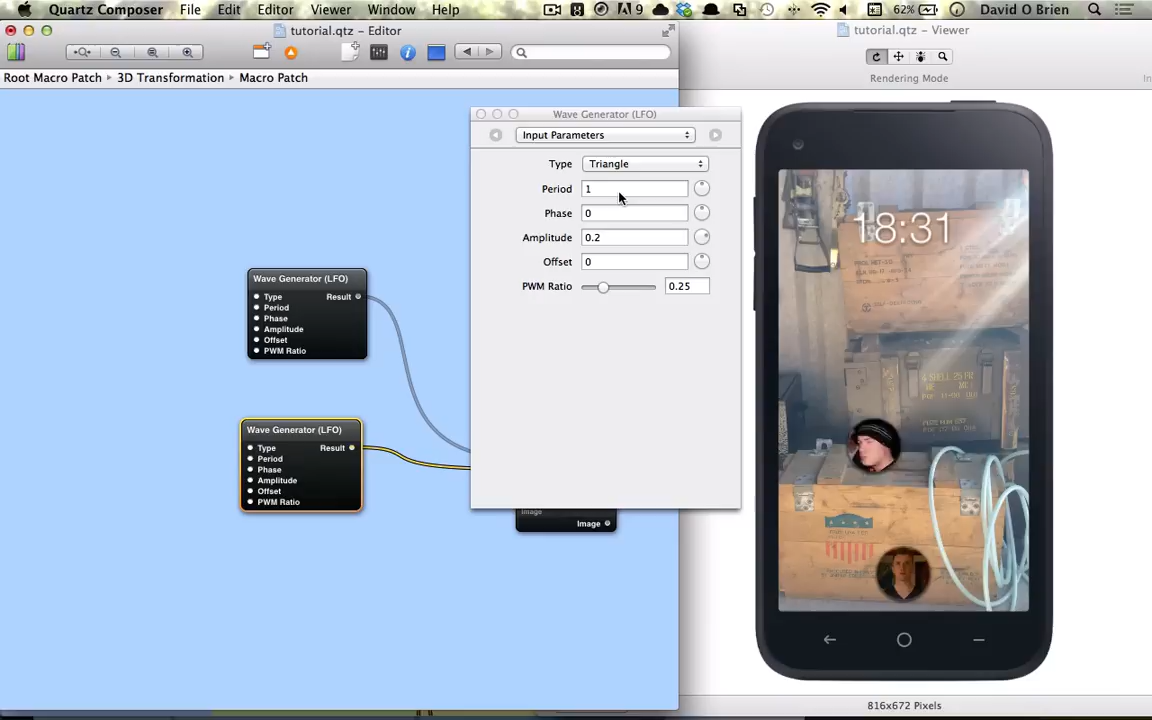 Quartz Composer File Edit Editor Viewer Window Help
9 62% David O Brien
tutorial.qtz – Editor
tutorial.qtz – Viewer
Rendering Mode
In
Root Macro Patch 3D Transformation Macro Patch
Wave Generator (LFO)
Input Parameters
Type Triangle
Period 1
Phase 0
Amplitude 0.2
Offset 0
PWM Ratio 0.25
Wave Generator (LFO)
Type Result
Period
Phase
Amplitude
Offset
PWM Ratio
Wave Generator (LFO)
Type Result
Period
Phase
Amplitude
Offset
PWM Ratio
Image
Image
18:31
816x672 Pixels